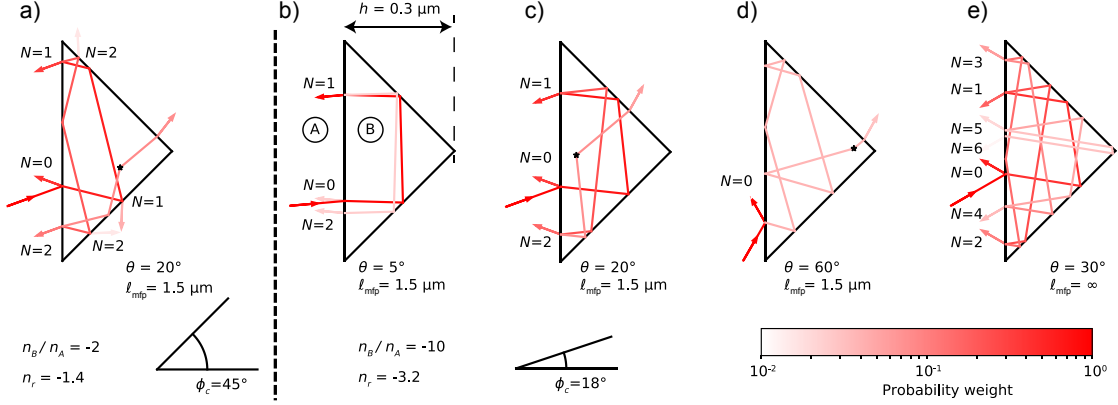 a)
N=1
N=2
N=0
N=1
N=2
N=2
θ = 20°
ℓmfp = 1.5 μm
nB / nA = -2
nr = -1.4
ϕc=45°
b)
h = 0.3 μm
N=1
A
B
N=0
N=2
θ = 5°
ℓmfp = 1.5 μm
nB / nA = -10
nr = -3.2
c)
N=1
N=0
N=2
θ = 20°
ℓmfp = 1.5 μm
ϕc=18°
d)
N=0
θ = 60°
ℓmfp = 1.5 μm
e)
N=3
N=1
N=5
N=6
N=0
N=4
N=2
θ = 30°
ℓmfp = ∞
10⁻² 10⁻¹ 10⁰
Probability weight